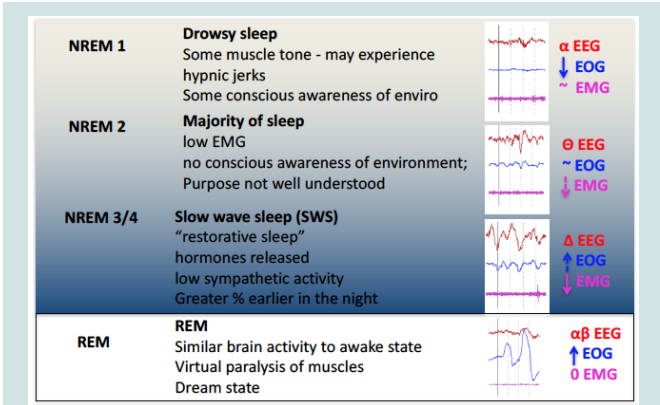 NREM 1
Drowsy sleep
Some muscle tone - may experience
hypnic jerks
Some conscious awareness of enviro
α EEG
↓ EOG
~ EMG
NREM 2
Majority of sleep
low EMG
no conscious awareness of environment;
Purpose not well understood
Θ EEG
~ EOG
↓ EMG
NREM 3/4
Slow wave sleep (SWS)
"restorative sleep"
hormones released
low sympathetic activity
Greater % earlier in the night
Δ EEG
↑ EOG
↓ EMG
REM
REM
Similar brain activity to awake state
Virtual paralysis of muscles
Dream state
αβ EEG
↑ EOG
0 EMG